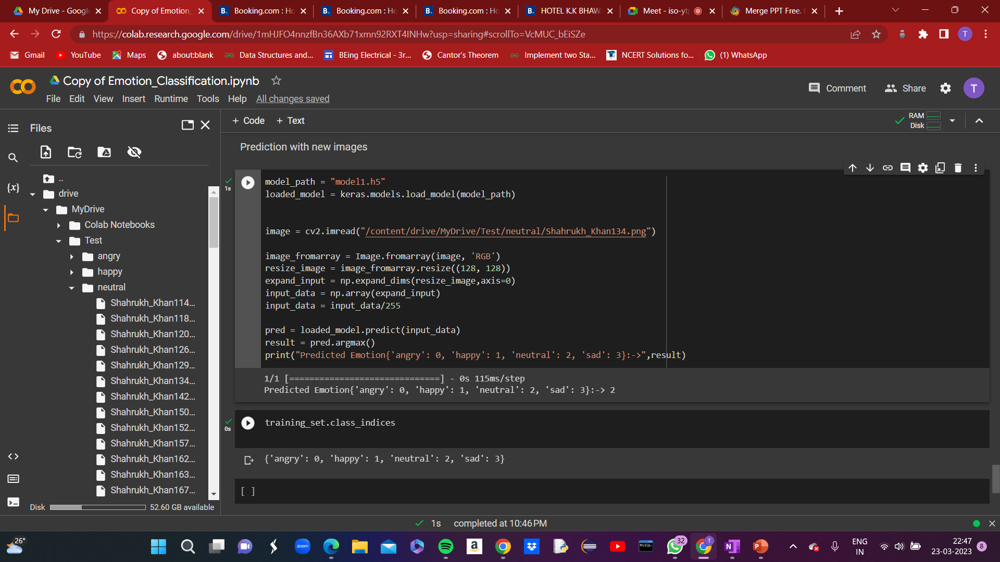 My Drive - Googl
Copy of Emotion_
Booking.com : Ho
Booking.com : Ho
Booking.com : Ho
HOTEL K.K BHAW
Meet - iso-ytp
Merge PPT Free.
https://colab.research.google.com/drive/1mHJFO4nnzfBn36AXb71xmn92RXT4INHw?usp=sharing#scrollTo=VcMUC_bEiSZe
T
Gmail
YouTube
Maps
about:blank
Data Structures and...
BEing Electrical - 3r...
Cantor's Theorem
Implement two Sta...
NCERT Solutions fo...
(1) WhatsApp
Copy of Emotion_Classification.ipynb
File Edit View Insert Runtime Tools Help All changes saved
Comment
Share
T
Files
+ Code + Text
RAM
Disk
..
drive
MyDrive
Colab Notebooks
Test
angry
happy
neutral
Shahrukh_Khan114...
Shahrukh_Khan118...
Shahrukh_Khan120...
Shahrukh_Khan126...
Shahrukh_Khan129...
Shahrukh_Khan134...
Shahrukh_Khan142...
Shahrukh_Khan150...
Shahrukh_Khan152...
Shahrukh_Khan157...
Shahrukh_Khan162...
Shahrukh_Khan163...
Shahrukh_Khan167...
Disk 52.60 GB available
Prediction with new images
1s
model_path = "model1.h5"
loaded_model = keras.models.load_model(model_path)
image = cv2.imread("/content/drive/MyDrive/Test/neutral/Shahrukh_Khan134.png")
image_fromarray = Image.fromarray(image, 'RGB')
resize_image = image_fromarray.resize((128, 128))
expand_input = np.expand_dims(resize_image,axis=0)
input_data = np.array(expand_input)
input_data = input_data/255
pred = loaded_model.predict(input_data)
result = pred.argmax()
print("Predicted Emotion{'angry': 0, 'happy': 1, 'neutral': 2, 'sad': 3}:->",result)
1/1 [==============================] - 0s 115ms/step
Predicted Emotion{'angry': 0, 'happy': 1, 'neutral': 2, 'sad': 3}:-> 2
0s
training_set.class_indices
{'angry': 0, 'happy': 1, 'neutral': 2, 'sad': 3}
[ ]
1s completed at 10:46 PM
26°
zoom
32
T
ENG
IN
22:47
23-03-2023
8